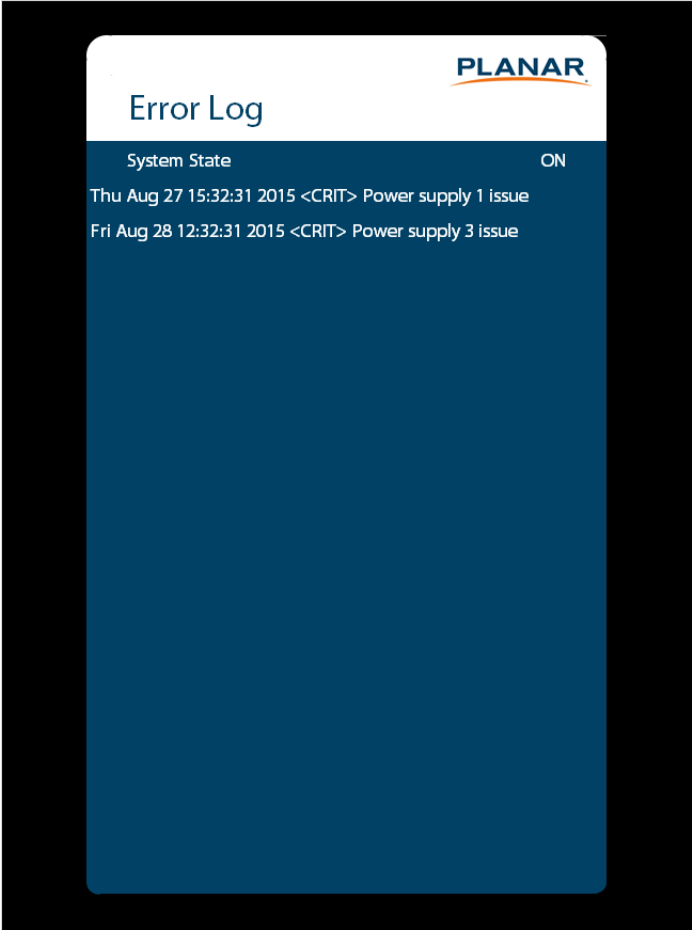 PLANAR
Error Log
System State ON
Thu Aug 27 15:32:31 2015 <CRIT> Power supply 1 issue
Fri Aug 28 12:32:31 2015 <CRIT> Power supply 3 issue